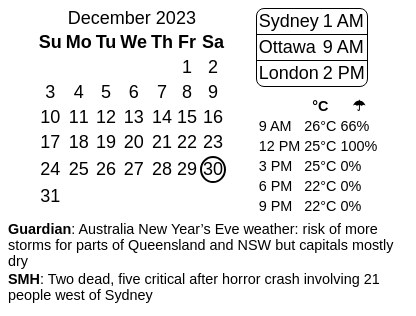 December 2023
Su Mo Tu We Th Fr Sa
1 2
3 4 5 6 7 8 9
10 11 12 13 14 15 16
17 18 19 20 21 22 23
24 25 26 27 28 29 30
31
Sydney 1 AM
Ottawa 9 AM
London 2 PM
°C ☂
9 AM 26°C 66%
12 PM 25°C 100%
3 PM 25°C 0%
6 PM 22°C 0%
9 PM 22°C 0%
Guardian: Australia New Year’s Eve weather: risk of more
storms for parts of Queensland and NSW but capitals mostly
dry
SMH: Two dead, five critical after horror crash involving 21
people west of Sydney